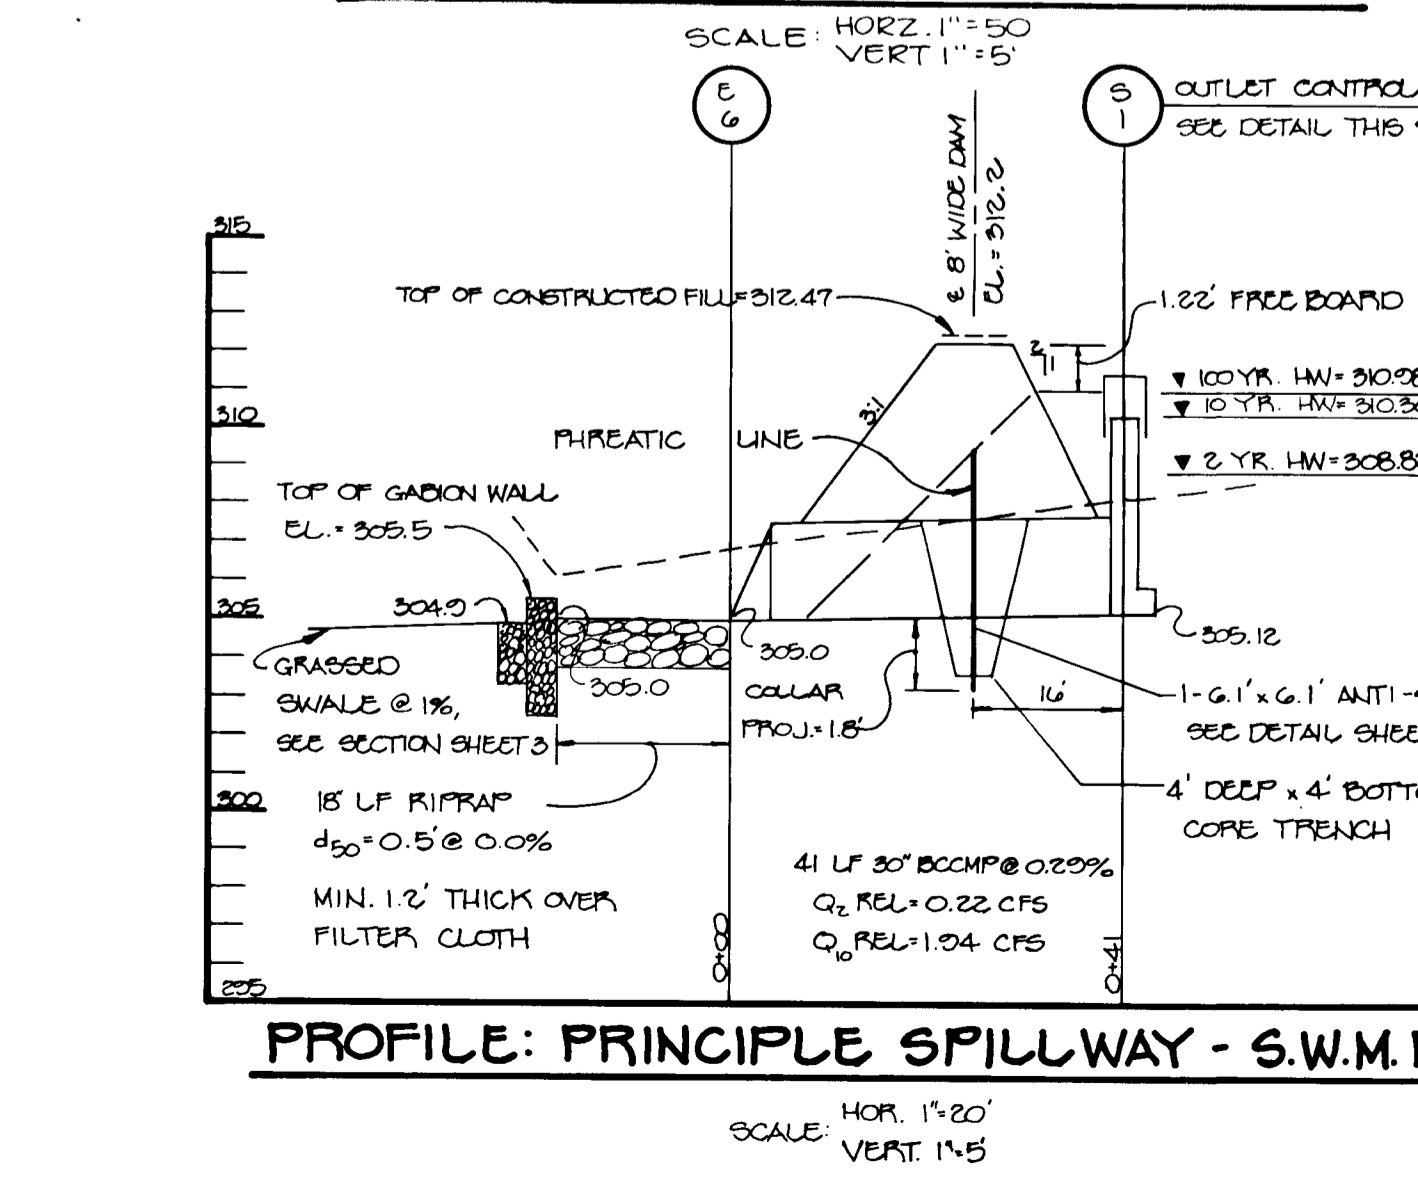 SCALE: HORZ. 1"=50
VERT 1"=5'
E
6
S
1
OUTLET CONTROL
SEE DETAIL THIS
℄ 8' WIDE DAM
EL.=312.2
315
TOP OF CONSTRUCTED FILL=312.47
1.22' FREE BOARD
2
1
3:1
▼ 100 YR. HW=310.98
310
▼ 10 YR. HW=310.3
PHREATIC LINE
▼ 2 YR. HW=308.8
TOP OF GABION WALL
EL.=305.5
305
304.9
305.0
305.12
GRASSED
SWALE @ 1%,
SEE SECTION SHEET 3
305.0
COLLAR
PROJ.=1.8'
16'
1-6.1'x6.1' ANTI-
SEE DETAIL SHEE
300
18' LF RIPRAP
d50=0.5'@ 0.0%
MIN. 1.2' THICK OVER
FILTER CLOTH
4' DEEP x 4' BOTTO
CORE TRENCH
41 LF 30" BCCMP @ 0.29%
Q2 REL=0.22 CFS
Q10 REL=1.94 CFS
0+00
0+41
295
PROFILE: PRINCIPLE SPILLWAY - S.W.M.
SCALE: HOR. 1"=20'
VERT. 1"=5'